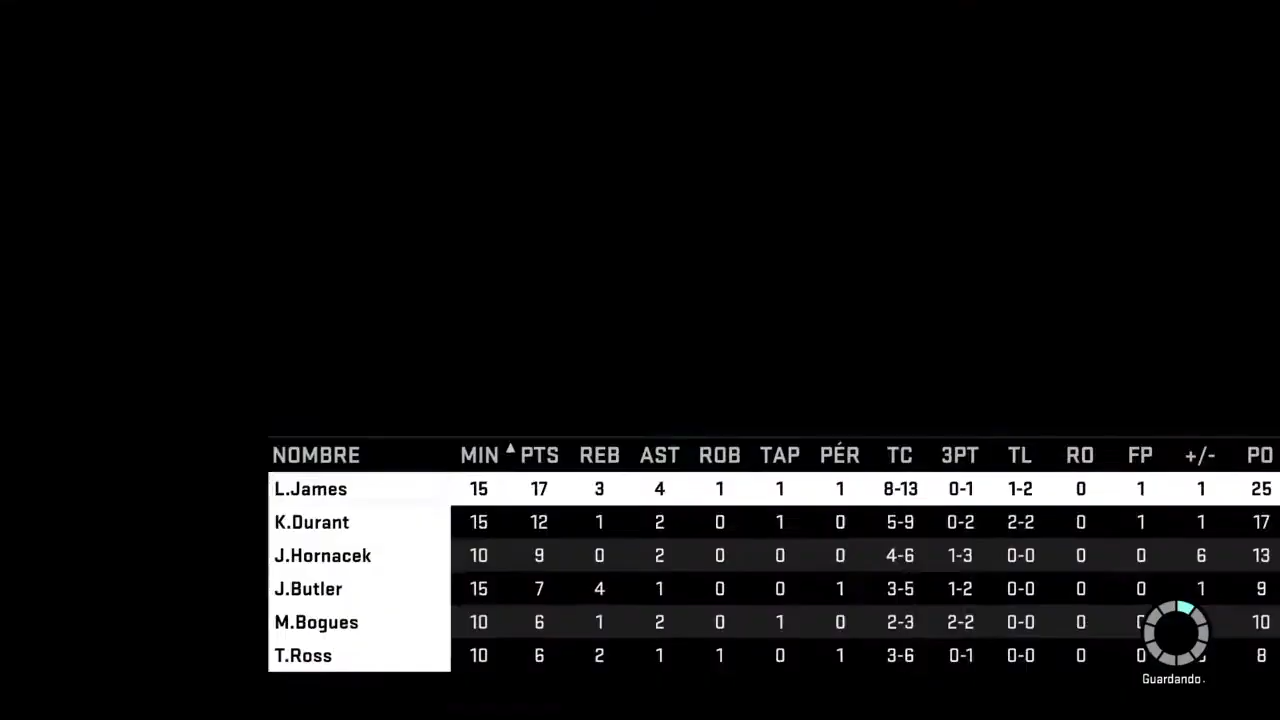 NOMBRE MIN ▲ PTS REB AST ROB TAP PÉR TC 3PT TL RO FP +/- PO
L.James 15 17 3 4 1 1 1 8-13 0-1 1-2 0 1 1 25
K.Durant 15 12 1 2 0 1 0 5-9 0-2 2-2 0 1 1 17
J.Hornacek 10 9 0 2 0 0 0 4-6 1-3 0-0 0 0 6 13
J.Butler 15 7 4 1 0 0 1 3-5 1-2 0-0 0 0 1 9
M.Bogues 10 6 1 2 0 1 0 2-3 2-2 0-0 0 10
T.Ross 10 6 2 1 1 0 1 3-6 0-1 0-0 0 0 8
Guardando .